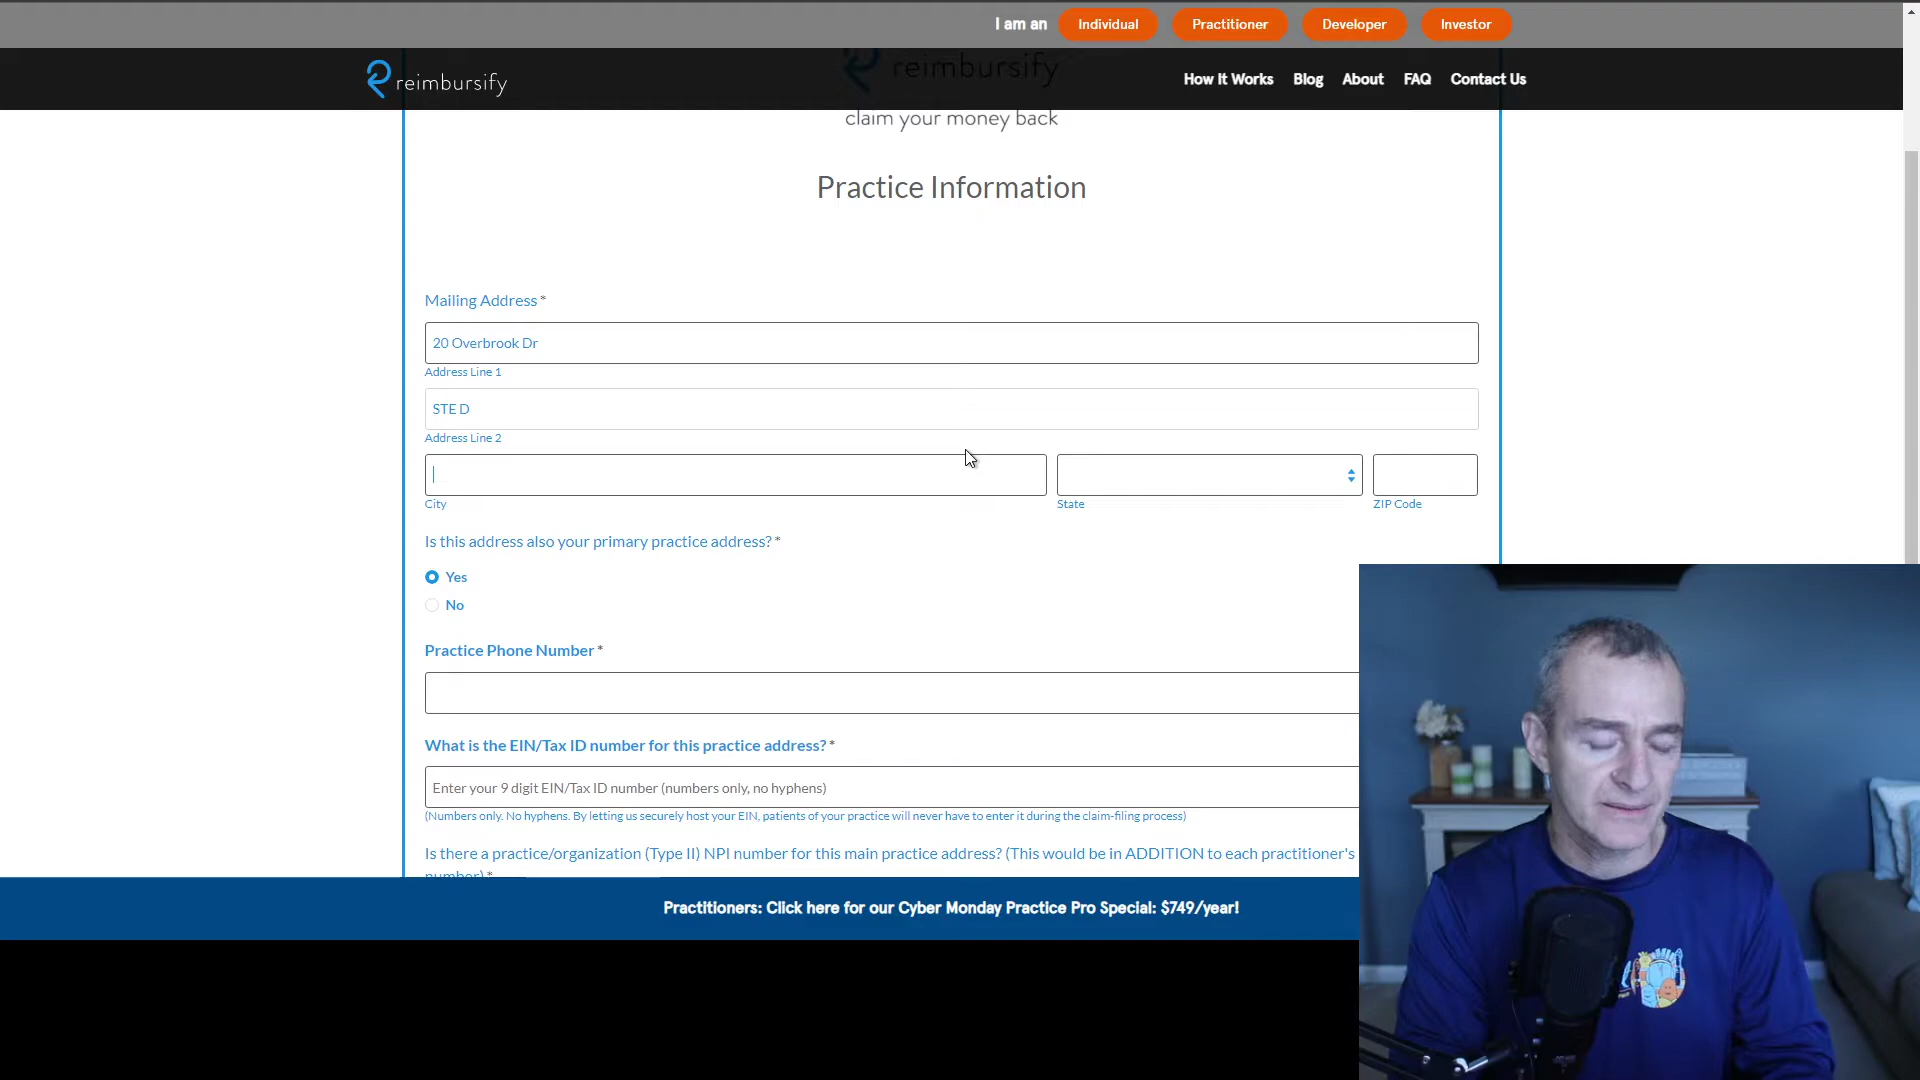 I am an
Individual
Practitioner
Developer
Investor
reimbursify
How It Works
Blog
About
FAQ
Contact Us
reimbursify
claim your money back
Practice Information
Mailing Address *
20 Overbrook Dr
Address Line 1
STE D
Address Line 2
City
State
ZIP Code
Is this address also your primary practice address? *
Yes
No
Practice Phone Number *
What is the EIN/Tax ID number for this practice address? *
Enter your 9 digit EIN/Tax ID number (numbers only, no hyphens)
(Numbers only. No hyphens. By letting us securely host your EIN, patients of your practice will never have to enter it during the claim-filing process)
Is there a practice/organization (Type II) NPI number for this main practice address? (This would be in ADDITION to each practitioner's
number) *
Practitioners: Click here for our Cyber Monday Practice Pro Special: $749/year!